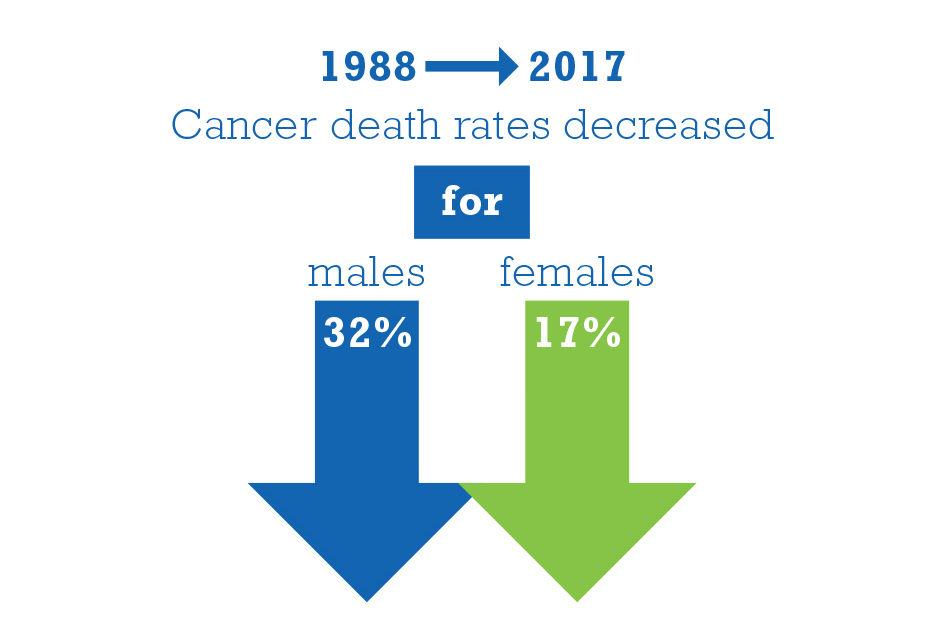 1988 2017
Cancer death rates decreased
for
males females
32% 17%